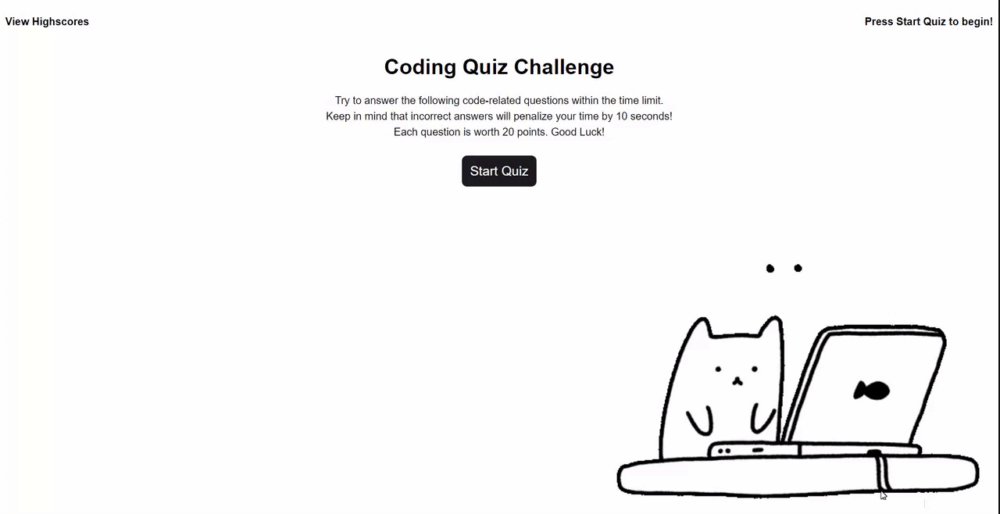 View Highscores
Press Start Quiz to begin!
Coding Quiz Challenge
Try to answer the following code-related questions within the time limit.
Keep in mind that incorrect answers will penalize your time by 10 seconds!
Each question is worth 20 points. Good Luck!
Start Quiz